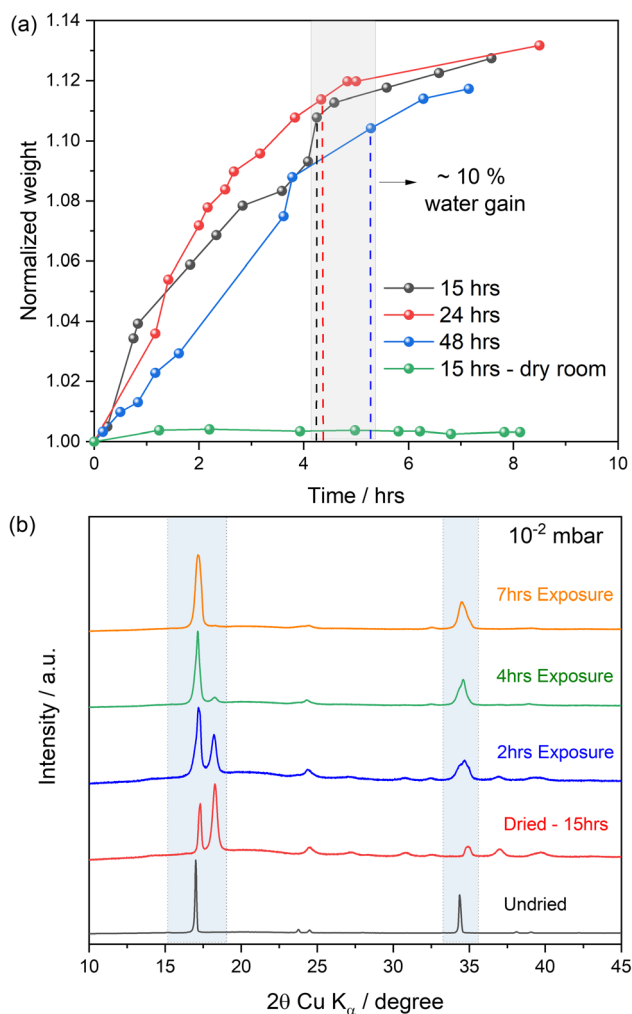 (a)
1.14
1.12
1.10
1.08
1.06
1.04
1.02
1.00
Normalized weight
~ 10 %
water gain
15 hrs
24 hrs
48 hrs
15 hrs - dry room
0 2 4 6 8 10
Time / hrs
(b)
10⁻² mbar
7hrs Exposure
4hrs Exposure
2hrs Exposure
Dried - 15hrs
Undried
Intensity / a.u.
10 15 20 25 30 35 40 45
2θ Cu Kα / degree